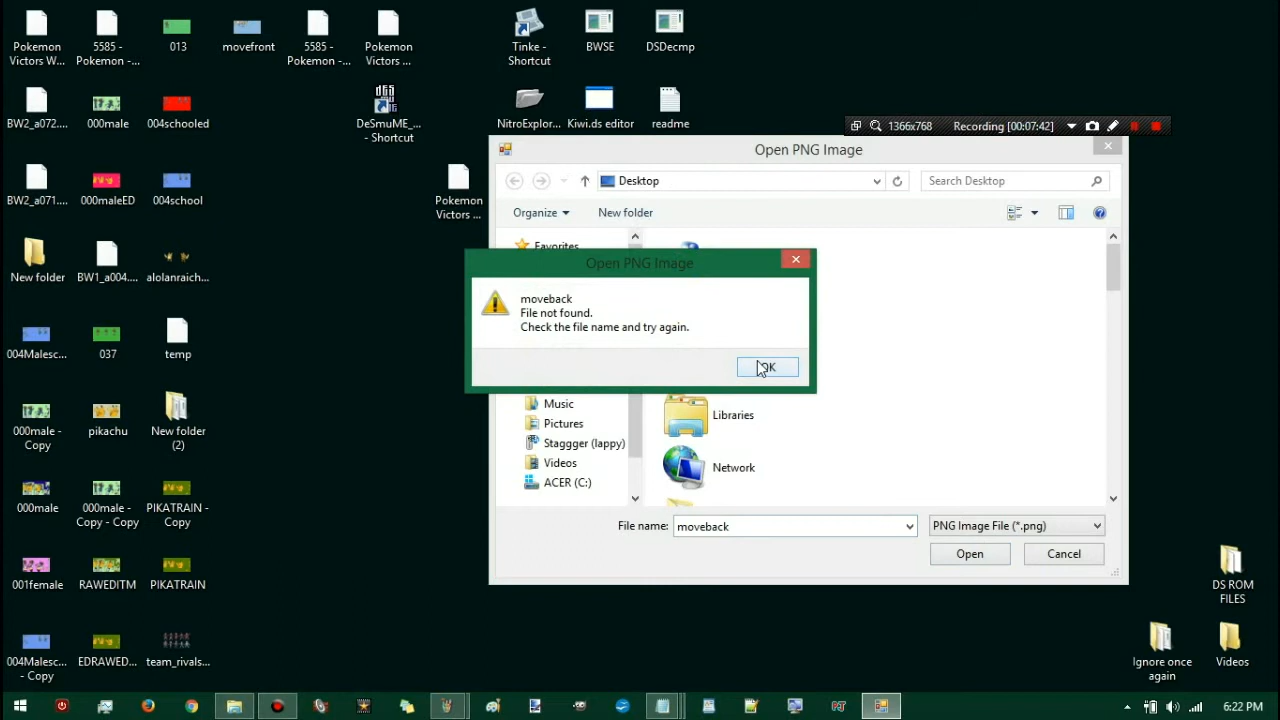 Pokemon
Victors W...
5585 -
Pokemon -...
013
movefront
5585 -
Pokemon -...
Pokemon
Victors ...
Tinke -
Shortcut
BWSE
DSDecmp
BW2_a072....
000male
004schooled
DeSmuME_...
- Shortcut
NitroExplor...
Kiwi.ds editor
readme
1366x768
Recording [00:07:42]
BW2_a071....
000maleED
004school
Pokemon
Victors ...
New folder
BW1_a004....
alolanraich...
004Malesc...
037
temp
000male -
Copy
pikachu
New folder
(2)
000male
000male -
Copy - Copy
PIKATRAIN -
Copy
001female
RAWEDITM
PIKATRAIN
004Malesc...
- Copy
EDRAWED...
team_rivals...
Open PNG Image
Desktop
Search Desktop
Organize
New folder
Favorites
Open PNG Image
moveback
File not found.
Check the file name and try again.
OK
Music
Pictures
Staggger (lappy)
Videos
ACER (C:)
Libraries
Network
File name:
moveback
PNG Image File (*.png)
Open
Cancel
DS ROM
FILES
Ignore once
again
Videos
6:22 PM